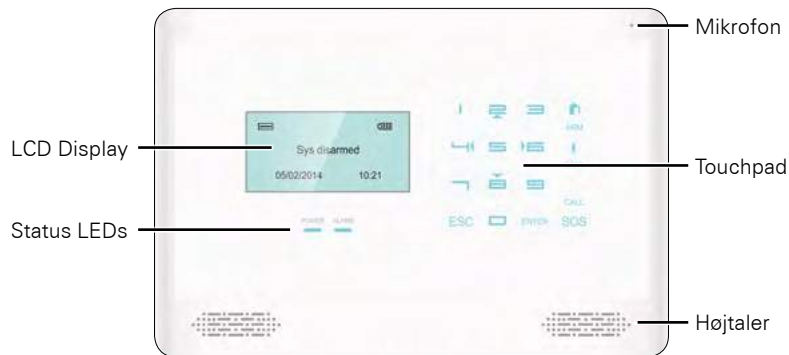 Mikrofon
LCD Display
Sys disarmed
05/02/2014 10:21
Touchpad
Status LEDs
POWER ALARM
ARM
CALL
ESC ENTER SOS
Højtaler